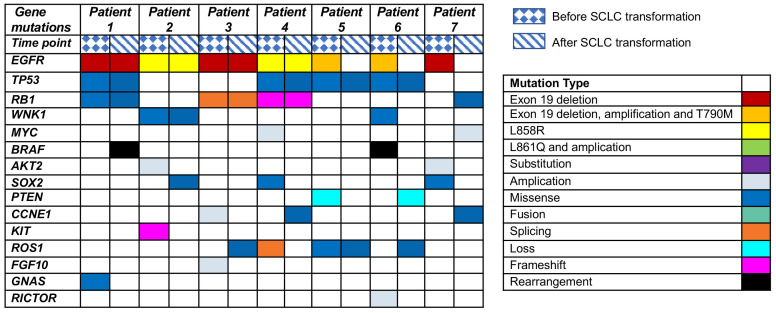 Gene mutations Patient 1 Patient 2 Patient 3 Patient 4 Patient 5 Patient 6 Patient 7
Time point
EGFR
TP53
RB1
WNK1
MYC
BRAF
AKT2
SOX2
PTEN
CCNE1
KIT
ROS1
FGF10
GNAS
RICTOR
Before SCLC transformation
After SCLC transformation
Mutation Type
Exon 19 deletion
Exon 19 deletion, amplification and T790M
L858R
L861Q and amplication
Substitution
Amplication
Missense
Fusion
Splicing
Loss
Frameshift
Rearrangement